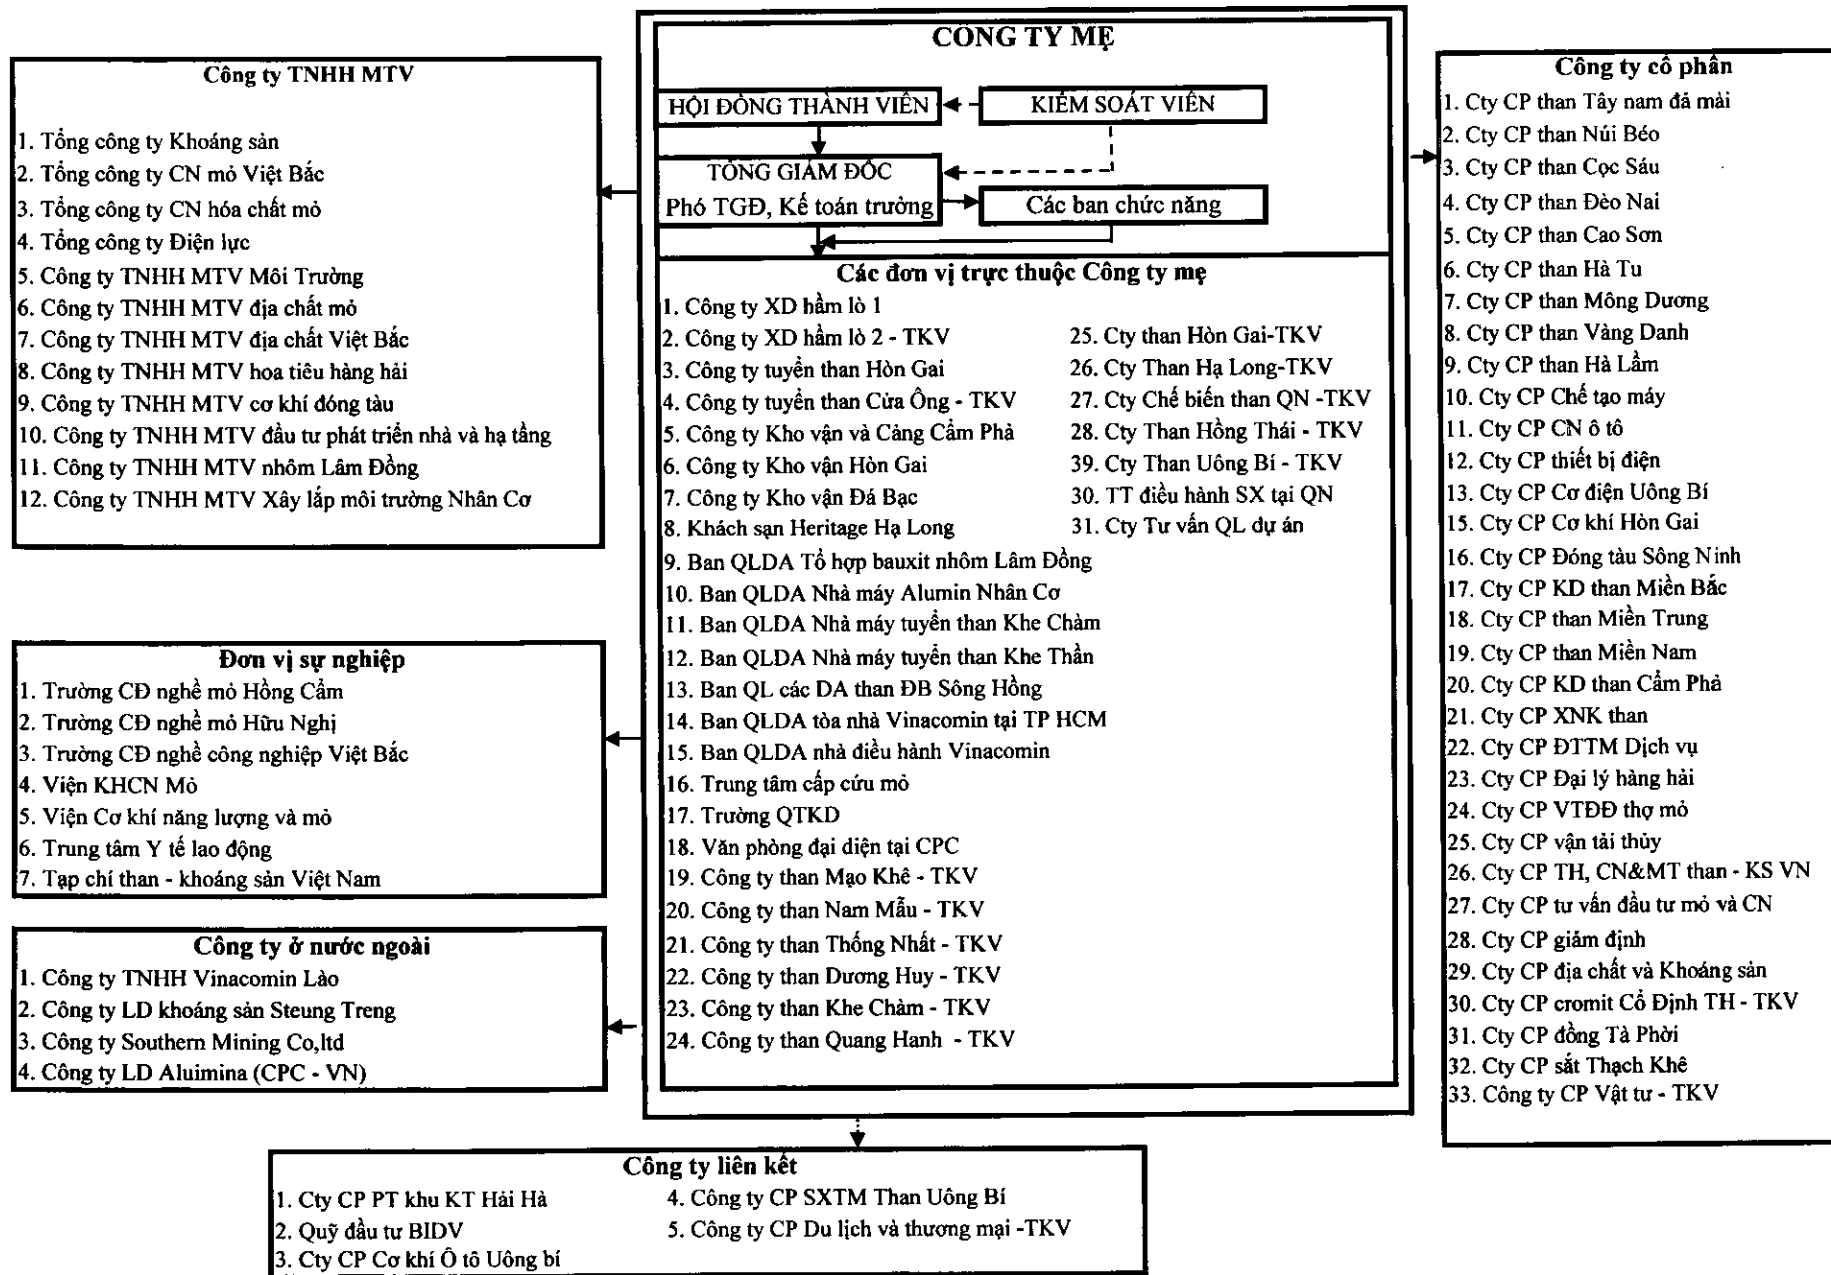 CÔNG TY MẸ
HỘI ĐỒNG THÀNH VIÊN
KIỂM SOÁT VIÊN
TỔNG GIÁM ĐỐC
Phó TGĐ, Kế toán trưởng
Các ban chức năng
Công ty TNHH MTV
1. Tổng công ty Khoáng sản
2. Tổng công ty CN mỏ Việt Bắc
3. Tổng công ty CN hóa chất mỏ
4. Tổng công ty Điện lực
5. Công ty TNHH MTV Môi Trường
6. Công ty TNHH MTV địa chất mỏ
7. Công ty TNHH MTV địa chất Việt Bắc
8. Công ty TNHH MTV hoa tiêu hàng hải
9. Công ty TNHH MTV cơ khí đóng tàu
10. Công ty TNHH MTV đầu tư phát triển nhà và hạ tầng
11. Công ty TNHH MTV nhôm Lâm Đồng
12. Công ty TNHH MTV Xây lắp môi trường Nhân Cơ
Đơn vị sự nghiệp
1. Trường CĐ nghề mỏ Hồng Cẩm
2. Trường CĐ nghề mỏ Hữu Nghị
3. Trường CĐ nghề công nghiệp Việt Bắc
4. Viện KHCN Mỏ
5. Viện Cơ khí năng lượng và mỏ
6. Trung tâm Y tế lao động
7. Tạp chí than - khoáng sản Việt Nam
Công ty ở nước ngoài
1. Công ty TNHH Vinacomin Lào
2. Công ty LD khoáng sản Steung Treng
3. Công ty Southern Mining Co,ltd
4. Công ty LD Aluimina (CPC - VN)
Các đơn vị trực thuộc Công ty mẹ
1. Công ty XD hầm lò 1
2. Công ty XD hầm lò 2 - TKV
3. Công ty tuyển than Hòn Gai
4. Công ty tuyển than Cửa Ông - TKV
5. Công ty Kho vận và Cảng Cẩm Phả
6. Công ty Kho vận Hòn Gai
7. Công ty Kho vận Đá Bạc
8. Khách sạn Heritage Hạ Long
9. Ban QLDA Tổ hợp bauxit nhôm Lâm Đồng
10. Ban QLDA Nhà máy Alumin Nhân Cơ
11. Ban QLDA Nhà máy tuyển than Khe Chàm
12. Ban QLDA Nhà máy tuyển than Khe Thần
13. Ban QL các DA than ĐB Sông Hồng
14. Ban QLDA tòa nhà Vinacomin tại TP HCM
15. Ban QLDA nhà điều hành Vinacomin
16. Trung tâm cấp cứu mỏ
17. Trường QTKD
18. Văn phòng đại diện tại CPC
19. Công ty than Mạo Khê - TKV
20. Công ty than Nam Mẫu - TKV
21. Công ty than Thống Nhất - TKV
22. Công ty than Dương Huy - TKV
23. Công ty than Khe Chàm - TKV
24. Công ty than Quang Hanh - TKV
25. Cty than Hòn Gai-TKV
26. Cty Than Hạ Long-TKV
27. Cty Chế biến than QN -TKV
28. Cty Than Hồng Thái - TKV
39. Cty Than Uông Bí - TKV
30. TT điều hành SX tại QN
31. Cty Tư vấn QL dự án
Công ty cổ phần
1. Cty CP than Tây nam đá mài
2. Cty CP than Núi Béo
3. Cty CP than Cọc Sáu
4. Cty CP than Đèo Nai
5. Cty CP than Cao Sơn
6. Cty CP than Hà Tu
7. Cty CP than Mông Dương
8. Cty CP than Vàng Danh
9. Cty CP than Hà Lầm
10. Cty CP Chế tạo máy
11. Cty CP CN ô tô
12. Cty CP thiết bị điện
13. Cty CP Cơ điện Uông Bí
15. Cty CP Cơ khí Hòn Gai
16. Cty CP Đóng tàu Sông Ninh
17. Cty CP KD than Miền Bắc
18. Cty CP than Miền Trung
19. Cty CP than Miền Nam
20. Cty CP KD than Cẩm Phả
21. Cty CP XNK than
22. Cty CP ĐTTM Dịch vụ
23. Cty CP Đại lý hàng hải
24. Cty CP VTĐĐ thợ mỏ
25. Cty CP vận tải thủy
26. Cty CP TH, CN&MT than - KS VN
27. Cty CP tư vấn đầu tư mỏ và CN
28. Cty CP giám định
29. Cty CP địa chất và Khoáng sản
30. Cty CP cromit Cổ Định TH - TKV
31. Cty CP đồng Tả Phời
32. Cty CP sắt Thạch Khê
33. Công ty CP Vật tư - TKV
Công ty liên kết
1. Cty CP PT khu KT Hải Hà
2. Quỹ đầu tư BIDV
3. Cty CP Cơ khí Ô tô Uông bí
4. Công ty CP SXTM Than Uông Bí
5. Công ty CP Du lịch và thương mại -TKV